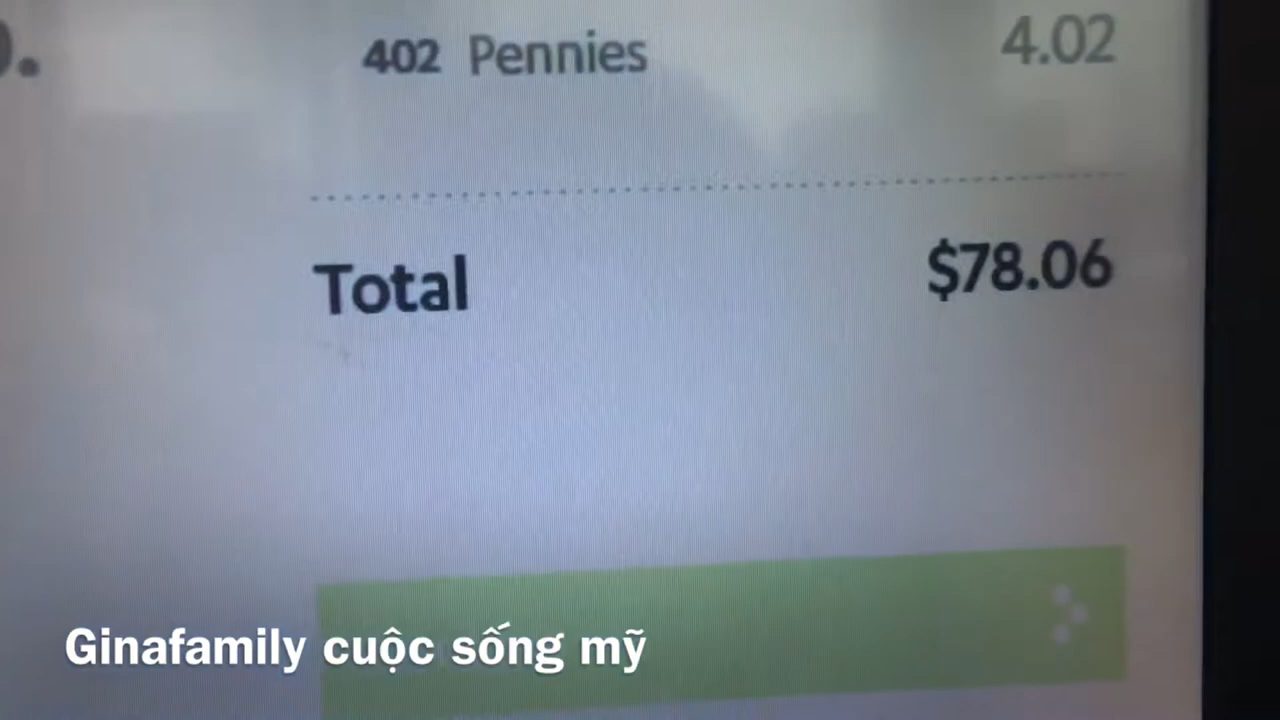 402 Pennies 4.02
Total $78.06
Ginafamily cuộc sống mỹ